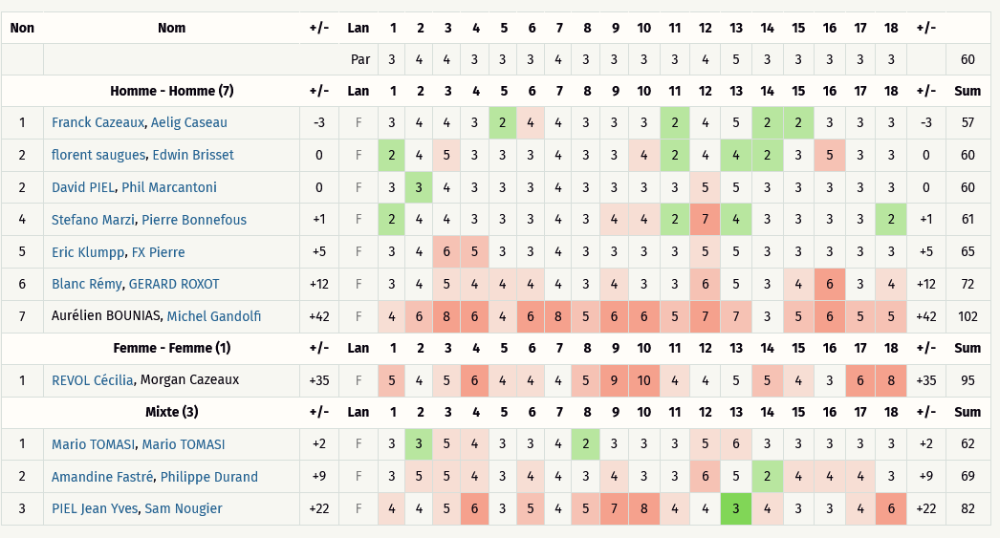 Non Nom +/- Lan 1 2 3 4 5 6 7 8 9 10 11 12 13 14 15 16 17 18 +/-
Par 3 4 4 3 3 3 4 3 3 3 3 4 5 3 3 3 3 3 60
Homme - Homme (7) +/- Lan 1 2 3 4 5 6 7 8 9 10 11 12 13 14 15 16 17 18 +/- Sum
1 Franck Cazeaux, Aelig Caseau -3 F 3 4 4 3 2 4 4 3 3 3 2 4 5 2 2 3 3 3 -3 57
2 florent saugues, Edwin Brisset 0 F 2 4 5 3 3 3 4 3 3 4 2 4 4 2 3 5 3 3 0 60
2 David PIEL, Phil Marcantoni 0 F 3 3 4 3 3 3 4 3 3 3 3 5 5 3 3 3 3 3 0 60
4 Stefano Marzi, Pierre Bonnefous +1 F 2 4 4 3 3 3 4 3 4 4 2 7 4 3 3 3 3 2 +1 61
5 Eric Klumpp, FX Pierre +5 F 3 4 6 5 3 3 4 3 3 3 3 5 5 3 3 3 3 3 +5 65
6 Blanc Rémy, GERARD ROXOT +12 F 3 4 5 4 4 4 4 3 4 3 3 6 5 3 4 6 3 4 +12 72
7 Aurélien BOUNIAS, Michel Gandolfi +42 F 4 6 8 6 4 6 8 5 6 6 5 7 7 3 5 6 5 5 +42 102
Femme - Femme (1) +/- Lan 1 2 3 4 5 6 7 8 9 10 11 12 13 14 15 16 17 18 +/- Sum
1 REVOL Cécilia, Morgan Cazeaux +35 F 5 4 5 6 4 4 4 5 9 10 4 4 5 5 4 3 6 8 +35 95
Mixte (3) +/- Lan 1 2 3 4 5 6 7 8 9 10 11 12 13 14 15 16 17 18 +/- Sum
1 Mario TOMASI, Mario TOMASI +2 F 3 3 5 4 3 3 4 2 3 3 3 5 6 3 3 3 3 3 +2 62
2 Amandine Fastré, Philippe Durand +9 F 3 5 5 4 3 4 4 3 4 3 3 6 5 2 4 4 4 3 +9 69
3 PIEL Jean Yves, Sam Nougier +22 F 4 4 5 6 3 5 4 5 7 8 4 4 3 4 3 3 4 6 +22 82